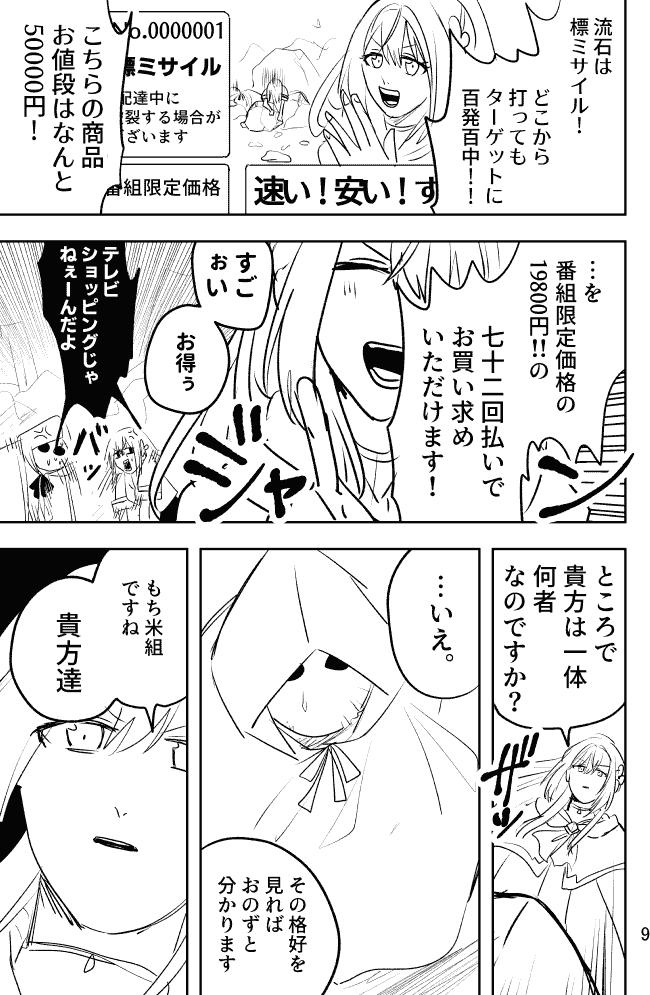 流石は
標ミサイル！
どこから
打っても
ターゲットに
百発百中！！
No.0000001
標ミサイル
配達中に
裂する場合が
ございます
番組限定価格
速い！安い！す
こちらの商品
お値段はなんと
50000円！
…を
番組限定価格の
19800円!!の
七十二回払いで
お買い求め
いただけます！
ジャ
ン
すご
ぉい
お得ぅ
テレビ
ショッピングじゃ
ねぇーんだよ
バ
ッ
ところで
貴方は一体
何者
なのですか？
ザッ
…いえ。
その格好を
見れば
おのずと
分かります
もち米組
ですね
貴方達
9